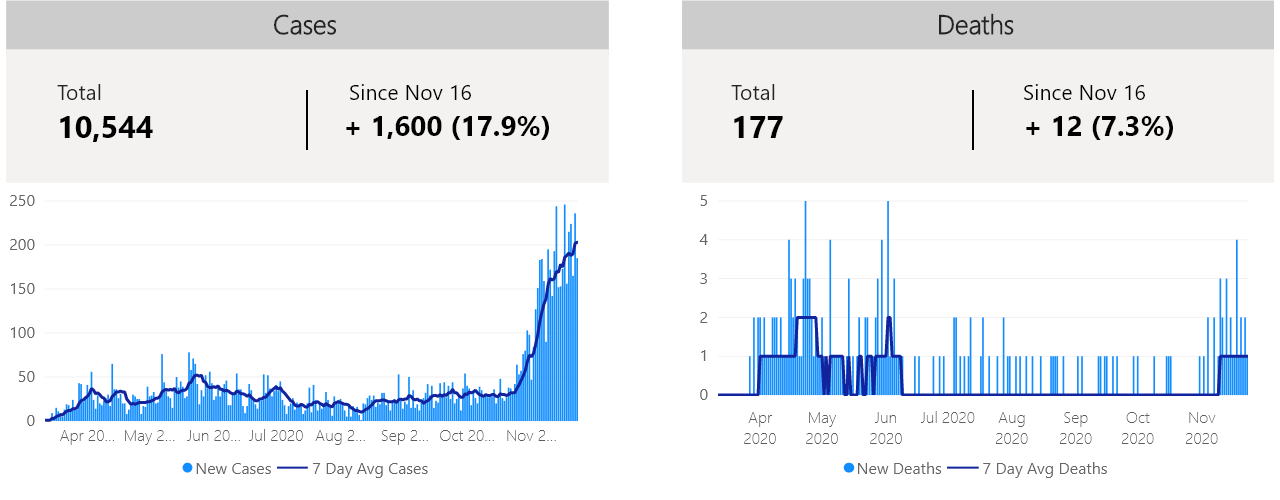 Cases
Total
10,544
Since Nov 16
+ 1,600 (17.9%)
250
200
150
100
50
0
Apr 20... May 2... Jun 20... Jul 2020 Aug 2... Sep 2... Oct 20... Nov 2...
New Cases 7 Day Avg Cases
Deaths
Total
177
Since Nov 16
+ 12 (7.3%)
5
4
3
2
1
0
Apr May Jun Jul 2020 Aug Sep Oct Nov
2020 2020 2020 2020 2020 2020 2020
New Deaths 7 Day Avg Deaths